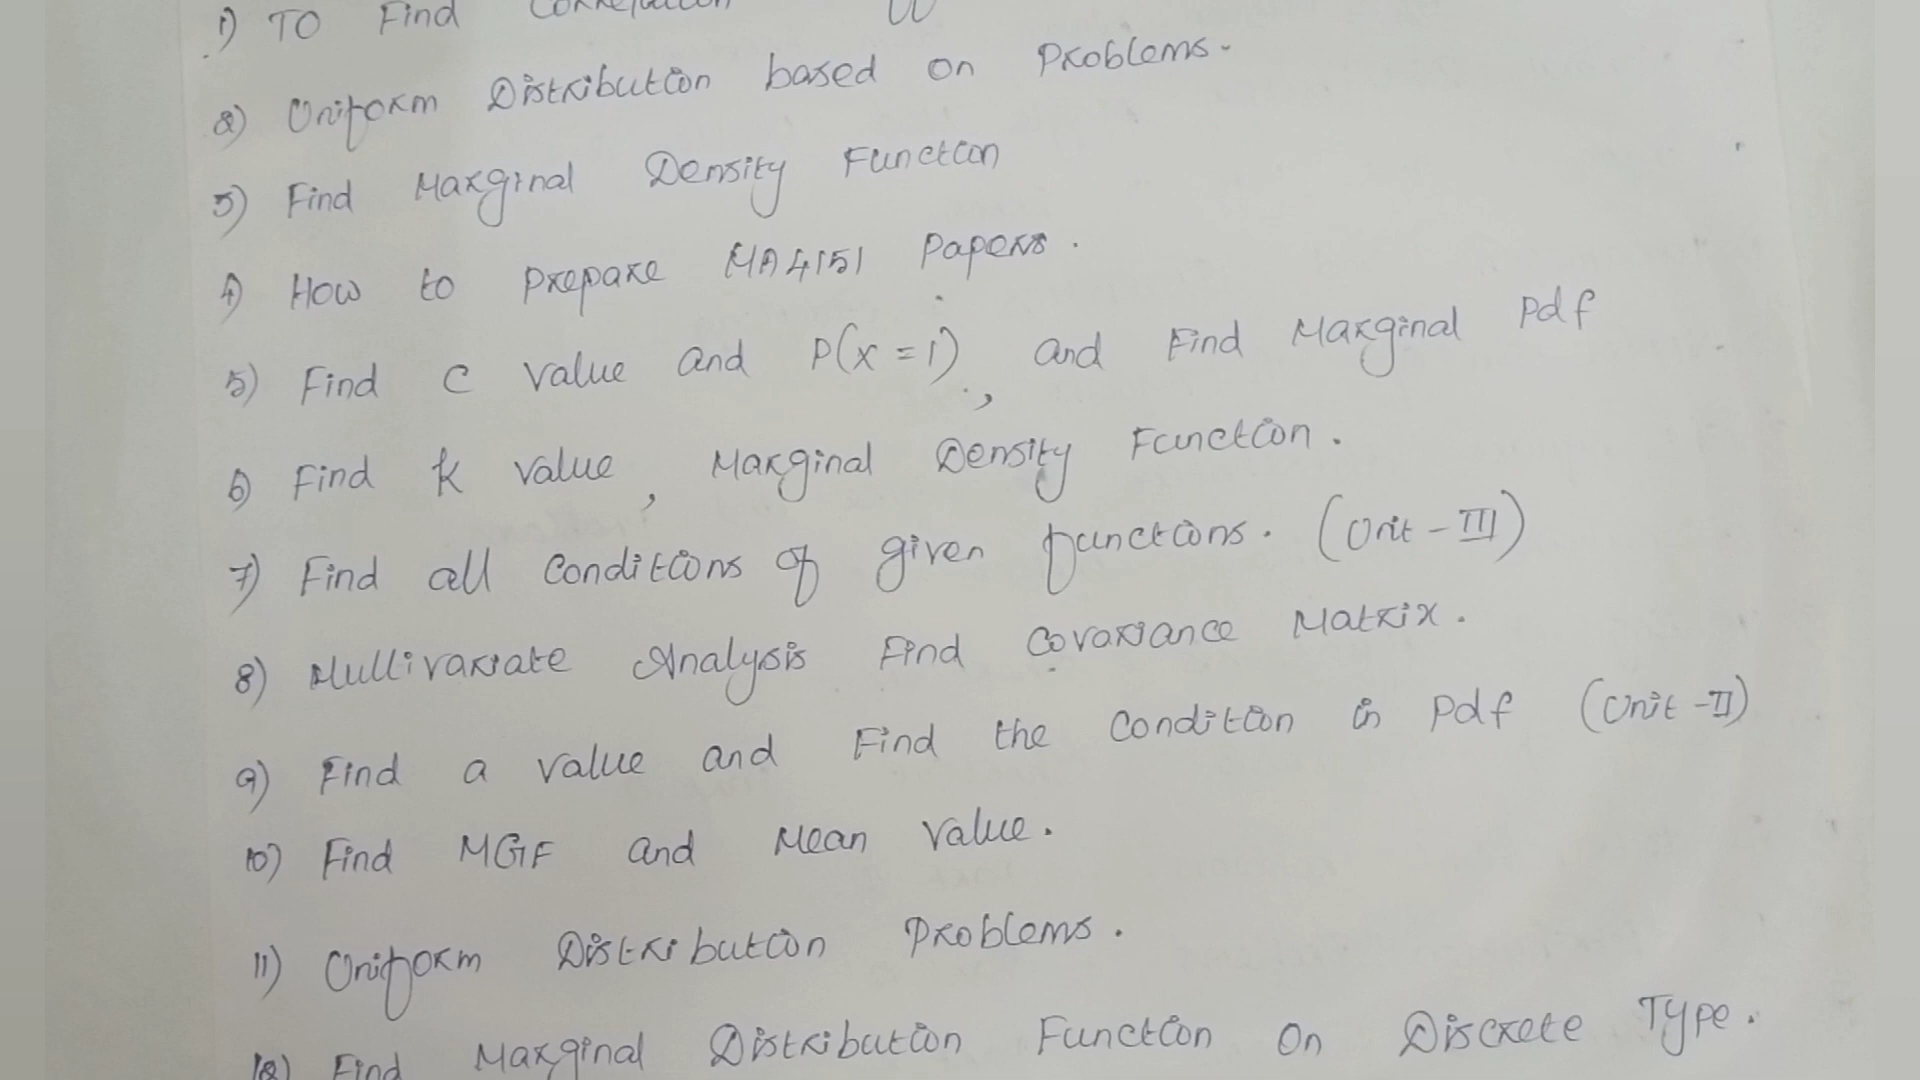 1) TO Find Correlation
2) Uniform Distribution based on Problems.
3) Find Marginal Density Function
4) How to Prepare MA4151 Papers.
5) Find C value and P(x=1), and Find Marginal Pdf
6) Find k value, Marginal Density Function.
7) Find all Conditions of given functions. (Unit-III)
8) Mullivariate Analysis Find Covariance Matrix.
9) Find a value and Find the Condition in Pdf (Unit-II)
10) Find MGF and Mean Value.
11) Uniform Distribution Problems.
12) Find Marginal Distribution Function On Discrete Type.